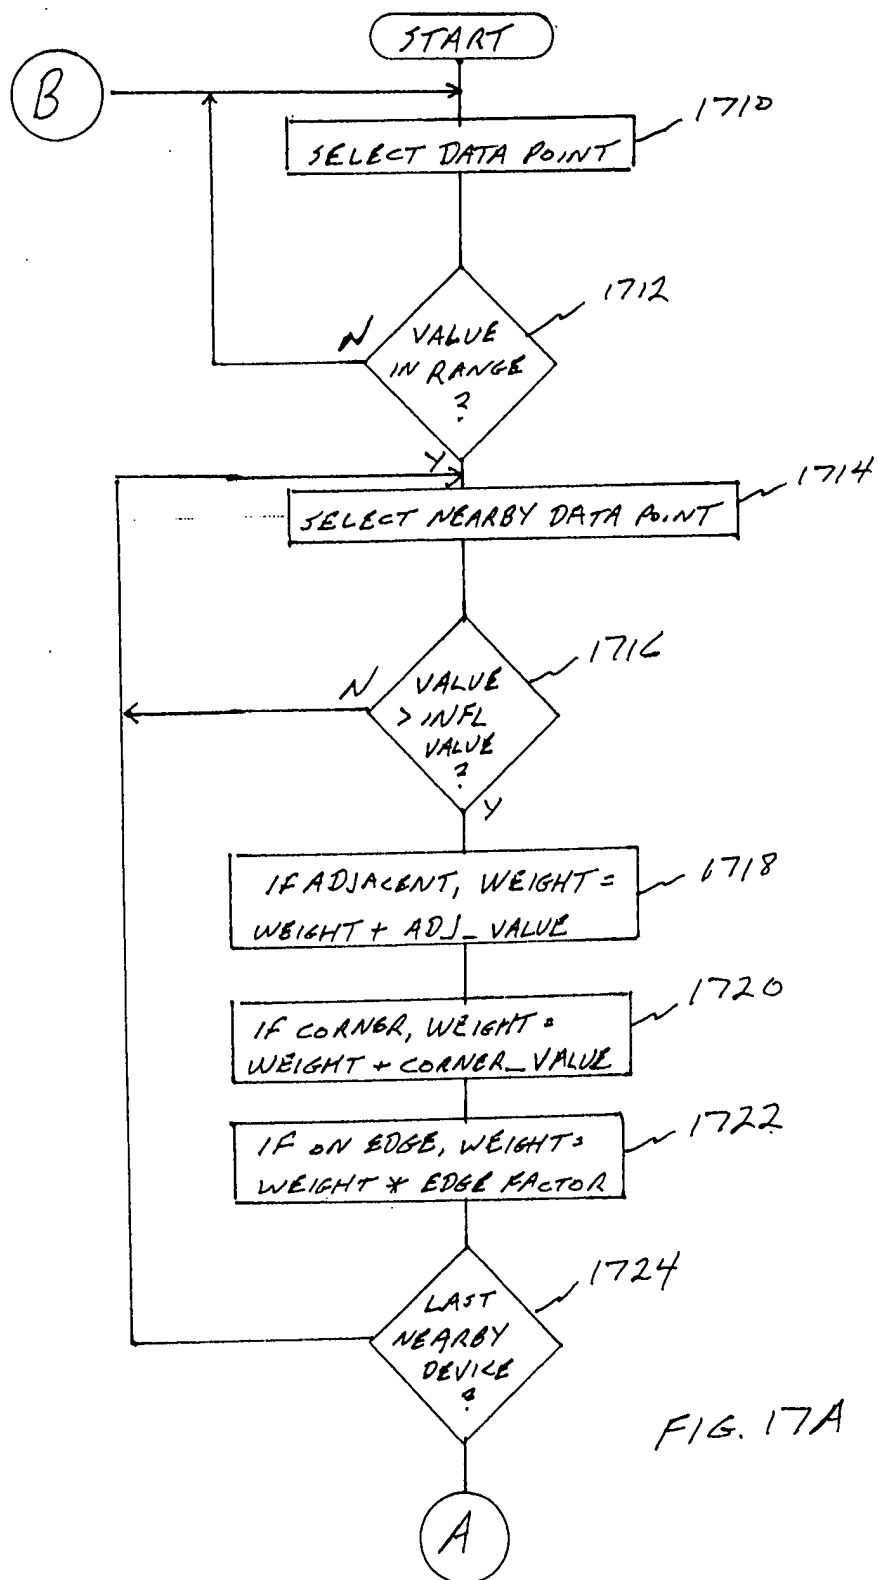 START
B
1710
SELECT DATA POINT
1712
N
VALUE
IN RANGE
?
Y
1714
SELECT NEARBY DATA POINT
1716
N
VALUE
> INFL
VALUE
?
Y
1718
IF ADJACENT, WEIGHT =
WEIGHT + ADJ_VALUE
1720
IF CORNER, WEIGHT =
WEIGHT + CORNER_VALUE
1722
IF ON EDGE, WEIGHT =
WEIGHT * EDGE FACTOR
1724
LAST
NEARBY
DEVICE
?
FIG. 17A
A